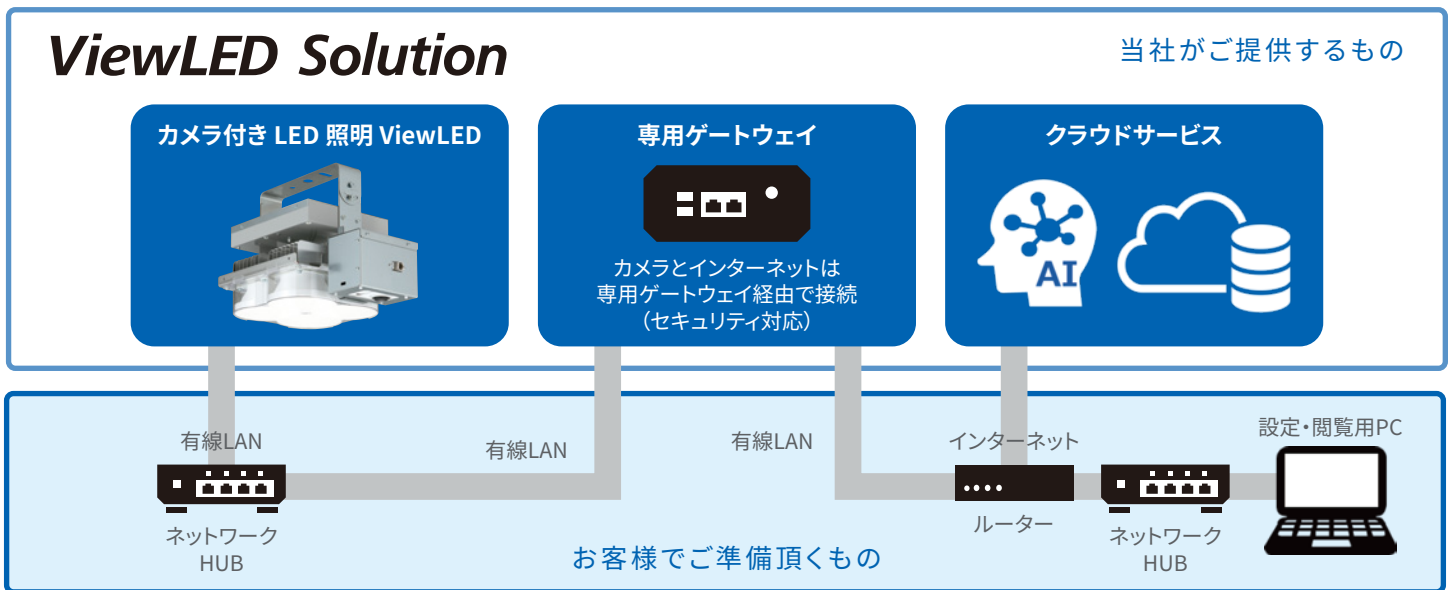 ViewLED Solution
当社がご提供するもの
カメラ付き LED 照明 ViewLED
専用ゲートウェイ
カメラとインターネットは
専用ゲートウェイ経由で接続
（セキュリティ対応）
クラウドサービス
AI
有線LAN
有線LAN
有線LAN
インターネット
設定・閲覧用PC
ネットワーク
HUB
ルーター
ネットワーク
HUB
お客様でご準備頂くもの